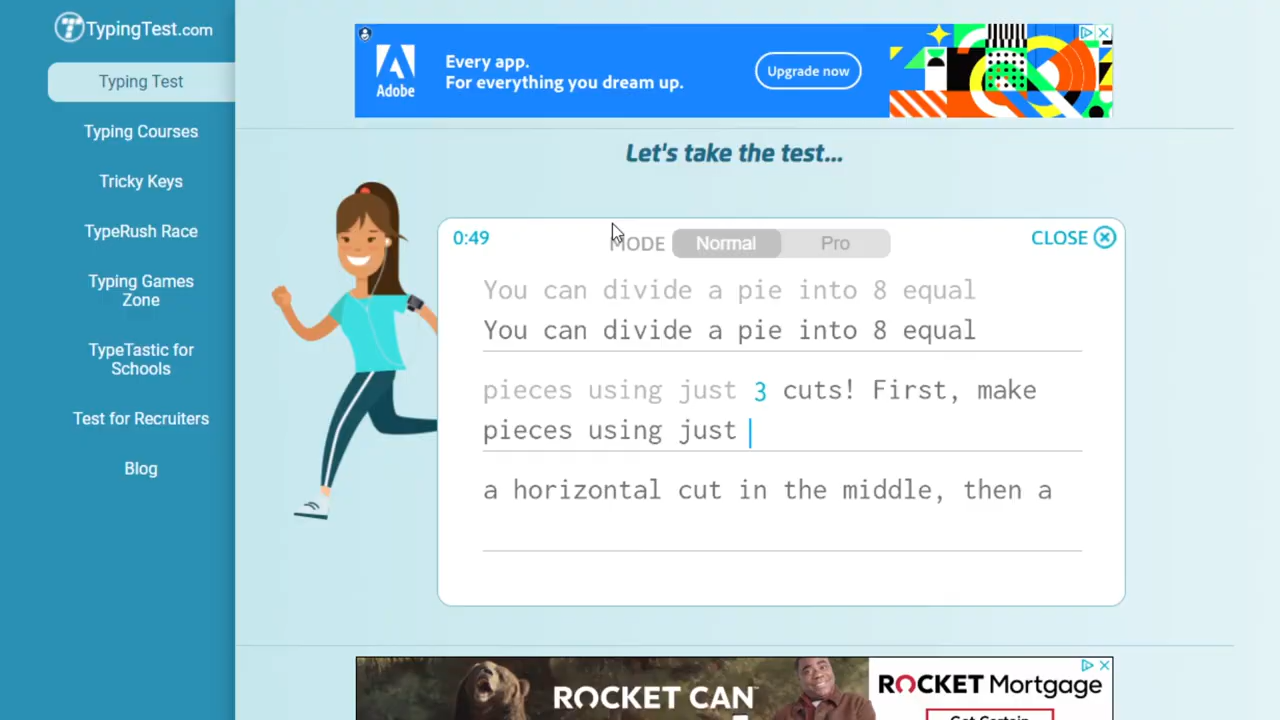 TypingTest.com
Typing Test
Typing Courses
Tricky Keys
TypeRush Race
Typing Games
Zone
TypeTastic for
Schools
Test for Recruiters
Blog
Adobe
Every app.
For everything you dream up.
Upgrade now
Let's take the test...
0:49
MODE
Normal
Pro
CLOSE
You can divide a pie into 8 equal
You can divide a pie into 8 equal
pieces using just 3 cuts! First, make
pieces using just
a horizontal cut in the middle, then a
ROCKET CAN
ROCKET Mortgage
Get Certain